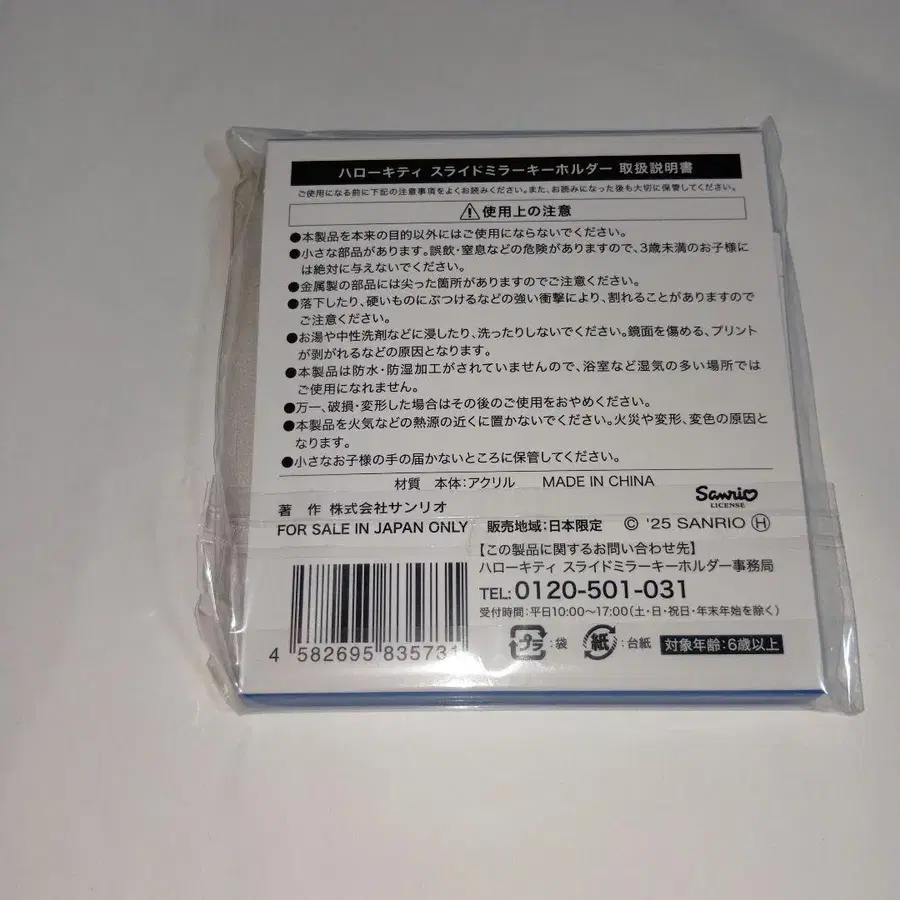 ハローキティ スライドミラーキーホルダー 取扱説明書
ご使用になる前に下記の注意事項をよくお読みください。また、お読みになった後も大切に保管してください。
⚠使用上の注意
●本製品を本来の目的以外にはご使用にならないでください。
●小さな部品があります。誤飲・窒息などの危険がありますので、3歳未満のお子様に
は絶対に与えないでください。
●金属製の部品には尖った箇所がありますのでご注意ください。
●落下したり、硬いものにぶつけるなどの強い衝撃により、割れることがありますので
ご注意ください。
●お湯や中性洗剤などに浸したり、洗ったりしないでください。鏡面を傷める、プリント
が剥がれるなどの原因となります。
●本製品は防水・防湿加工がされていませんので、浴室など湿気の多い場所では
ご使用になれません。
●万一、破損・変形した場合はその後のご使用をおやめください。
●本製品を火気などの熱源の近くに置かないでください。火災や変形、変色の原因と
なります。
●小さなお子様の手の届かないところに保管してください。
材質 本体:アクリル MADE IN CHINA
Sanrio
LICENSE
著 作 株式会社サンリオ
FOR SALE IN JAPAN ONLY 販売地域:日本限定 © '25 SANRIO Ⓗ
【この製品に関するお問い合わせ先】
ハローキティ スライドミラーキーホルダー事務局
TEL:0120-501-031
受付時間:平日10:00〜17:00(土・日・祝日・年末年始を除く)
4 582695 835731
プラ:袋 紙:台紙 対象年齢:6歳以上